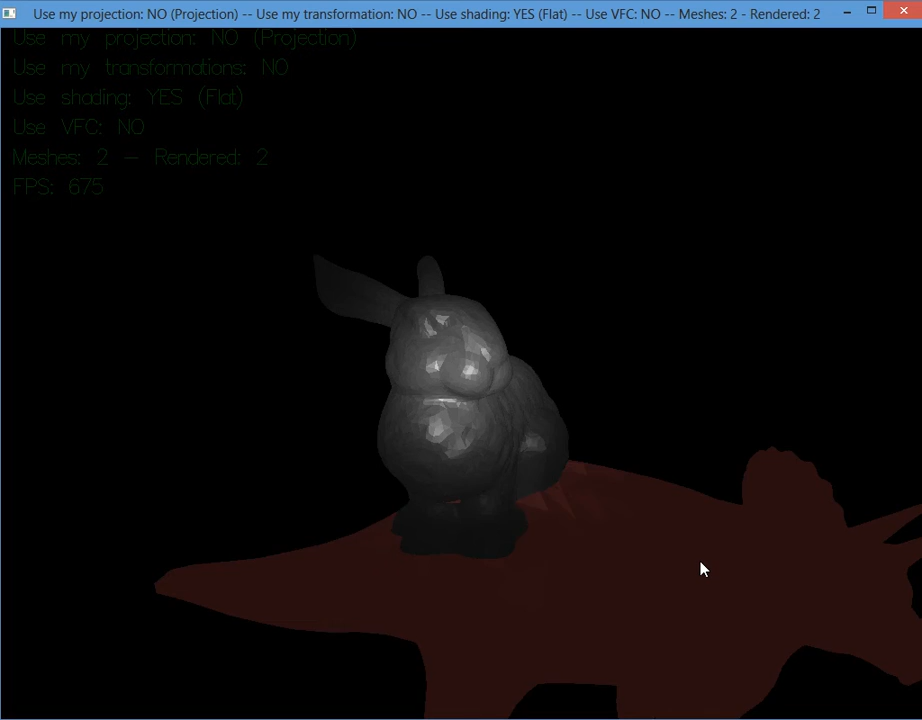 Use my projection: NO (Projection) -- Use my transformation: NO -- Use shading: YES (Flat) -- Use VFC: NO -- Meshes: 2 - Rendered: 2
Use my projection: NO (Projection)
Use my transformations: NO
Use shading: YES (Flat)
Use VFC: NO
Meshes: 2 – Rendered: 2
FPS: 675